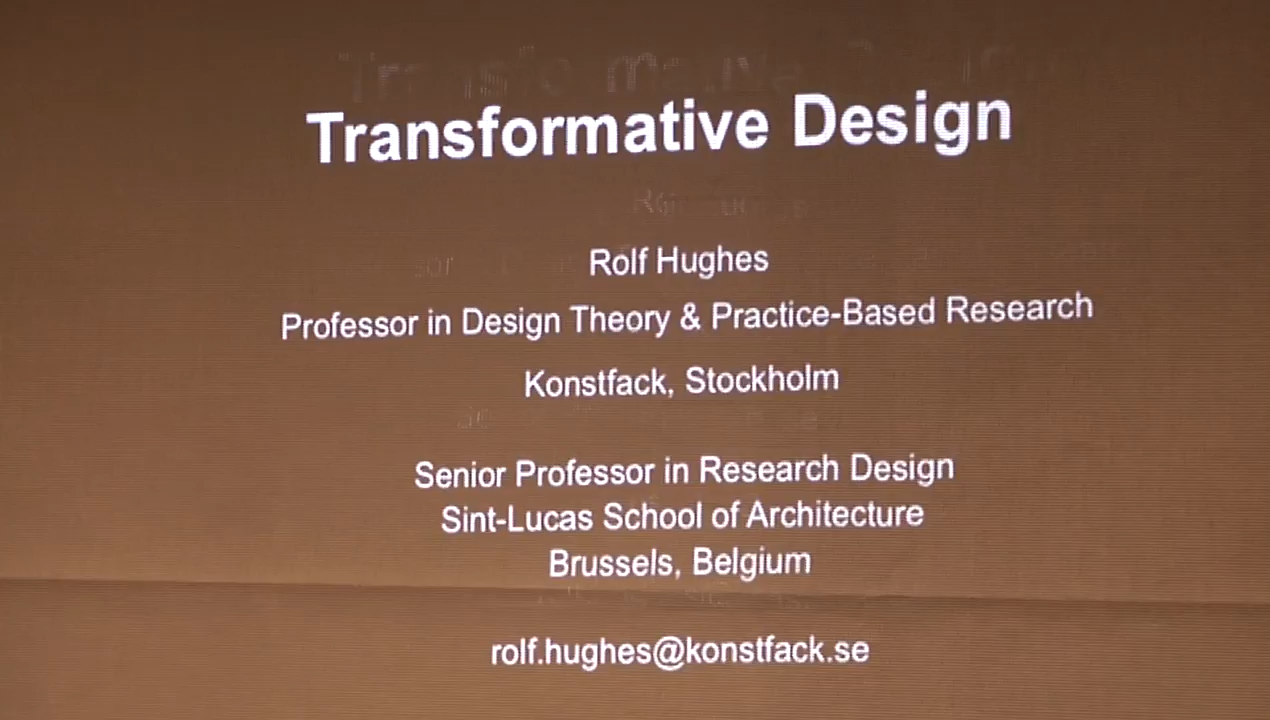 Transformative Design
Rolf Hughes
Professor in Design Theory & Practice-Based Research
Konstfack, Stockholm
Senior Professor in Research Design
Sint-Lucas School of Architecture
Brussels, Belgium
rolf.hughes@konstfack.se